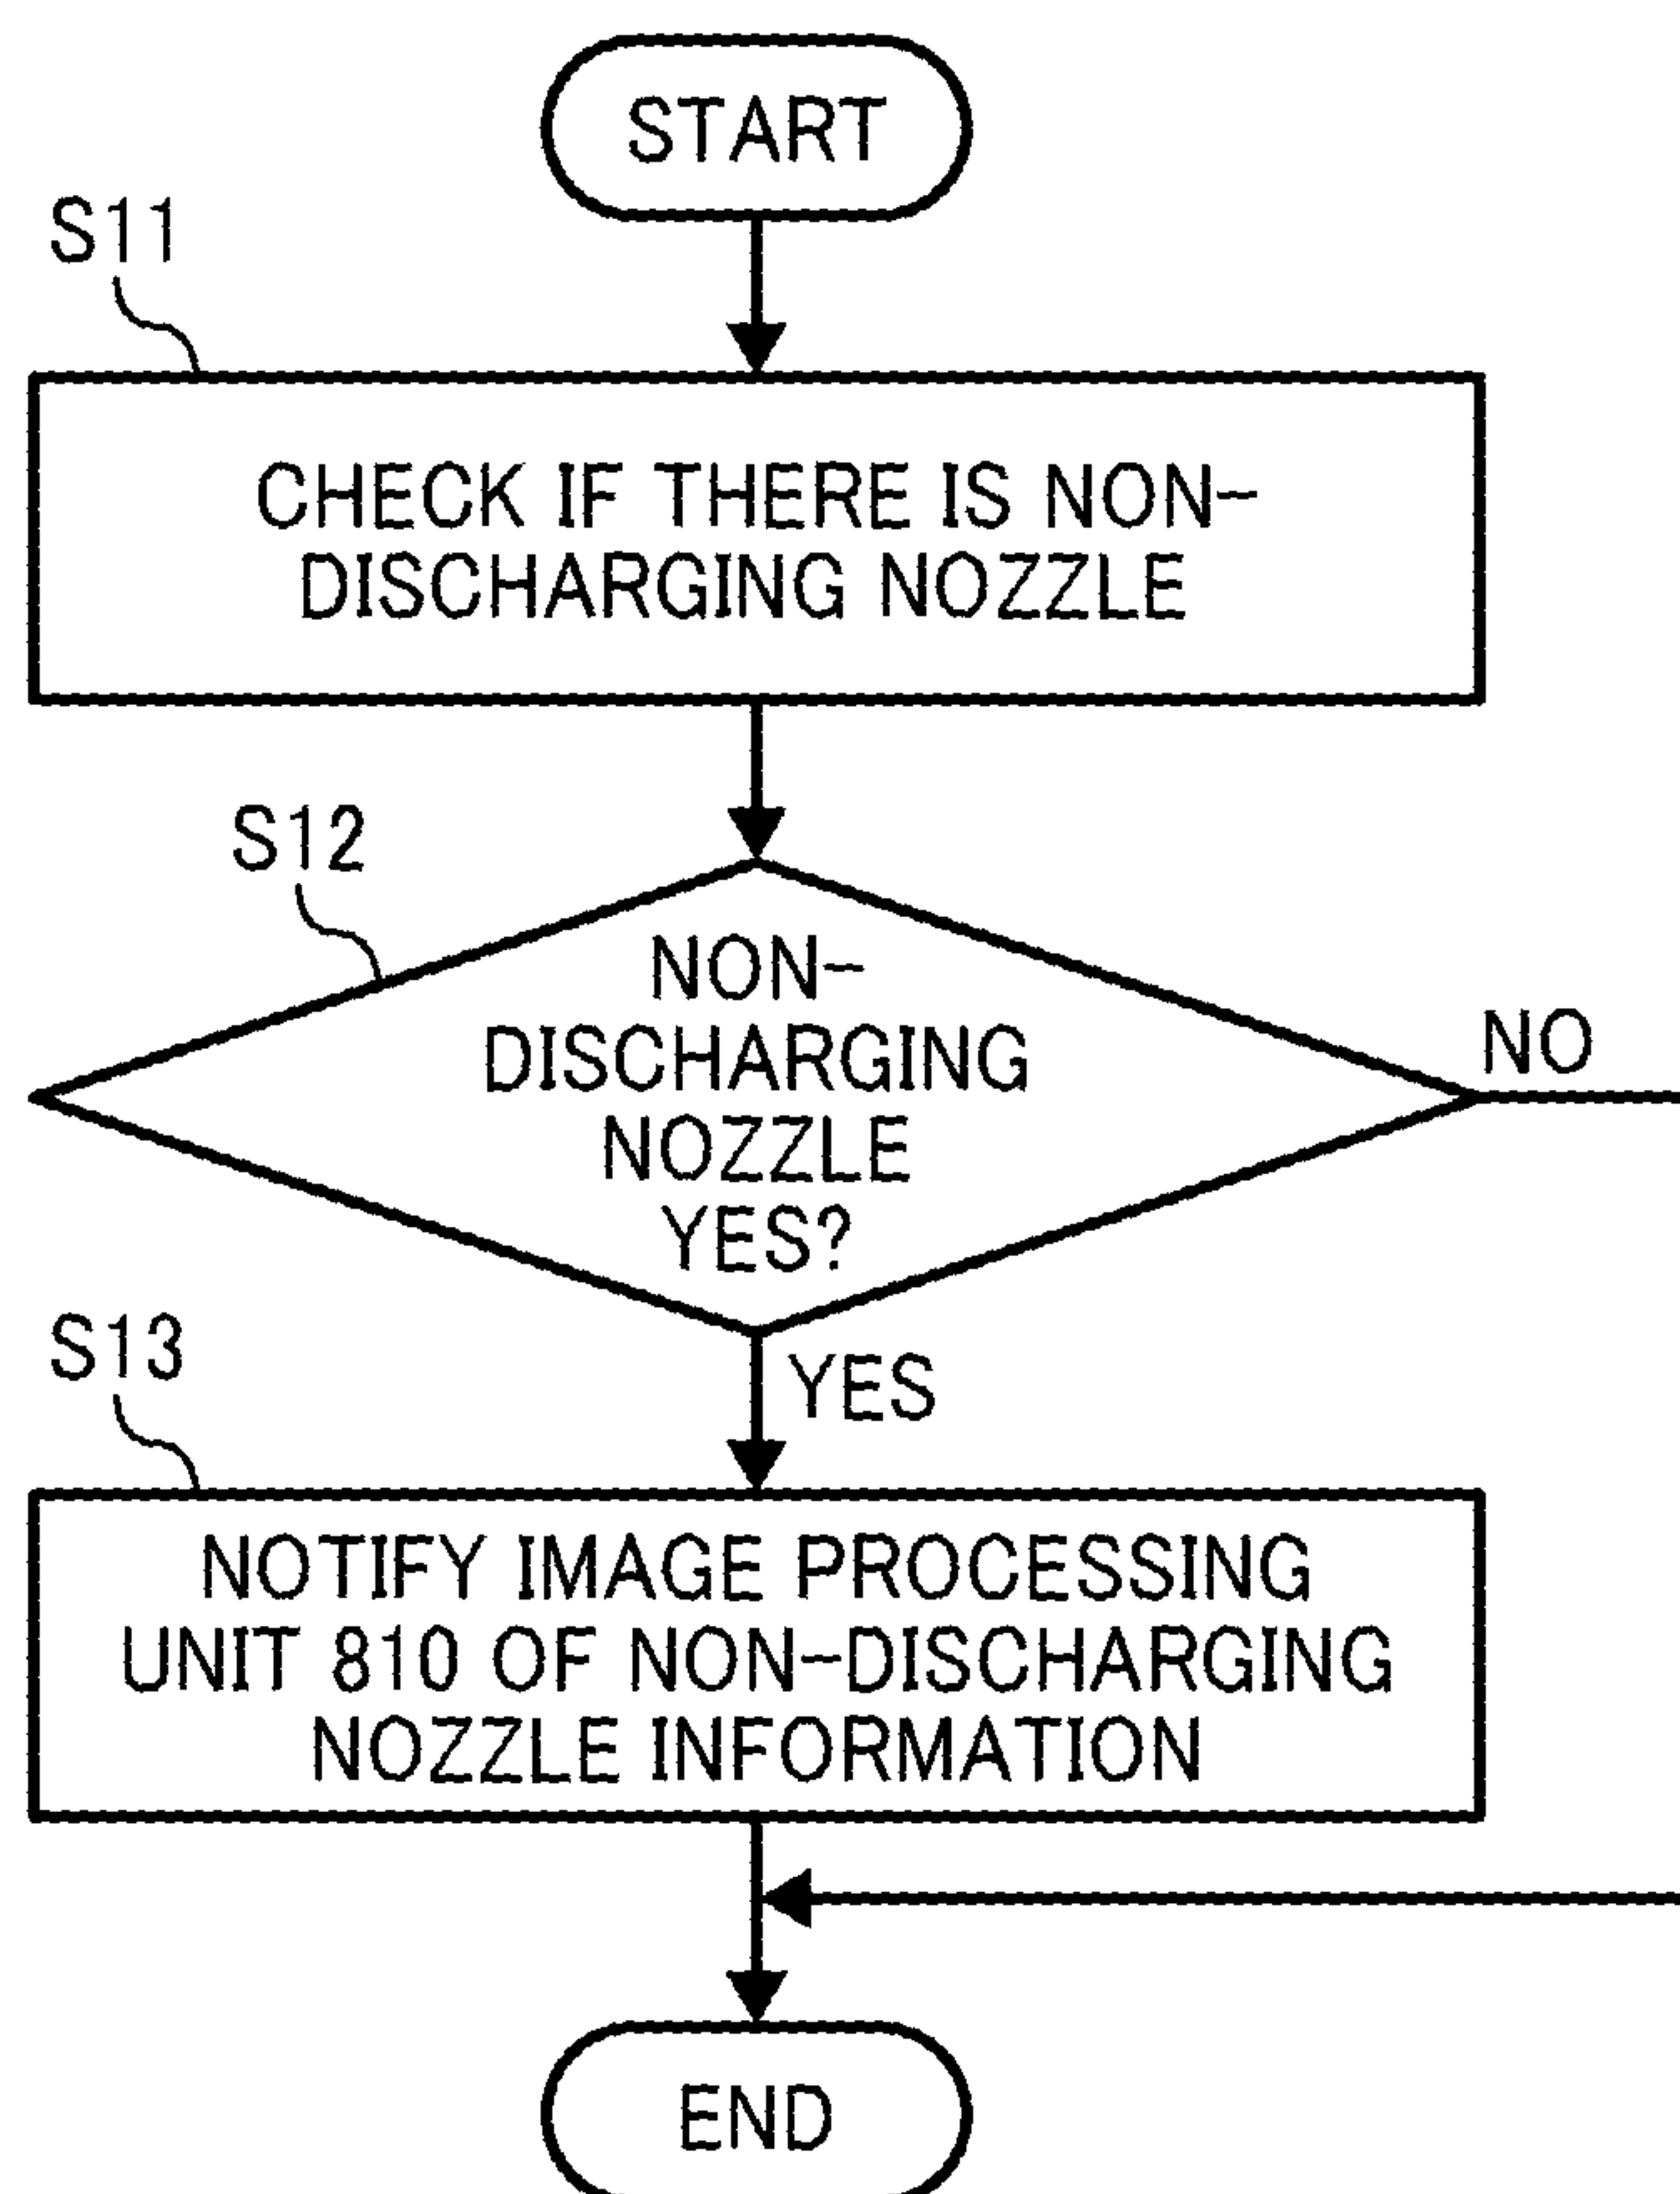 START
S11
CHECK IF THERE IS NON-
DISCHARGING NOZZLE
S12
NON-
DISCHARGING
NOZZLE
YES?
NO
YES
S13
NOTIFY IMAGE PROCESSING
UNIT 810 OF NON-DISCHARGING
NOZZLE INFORMATION
END